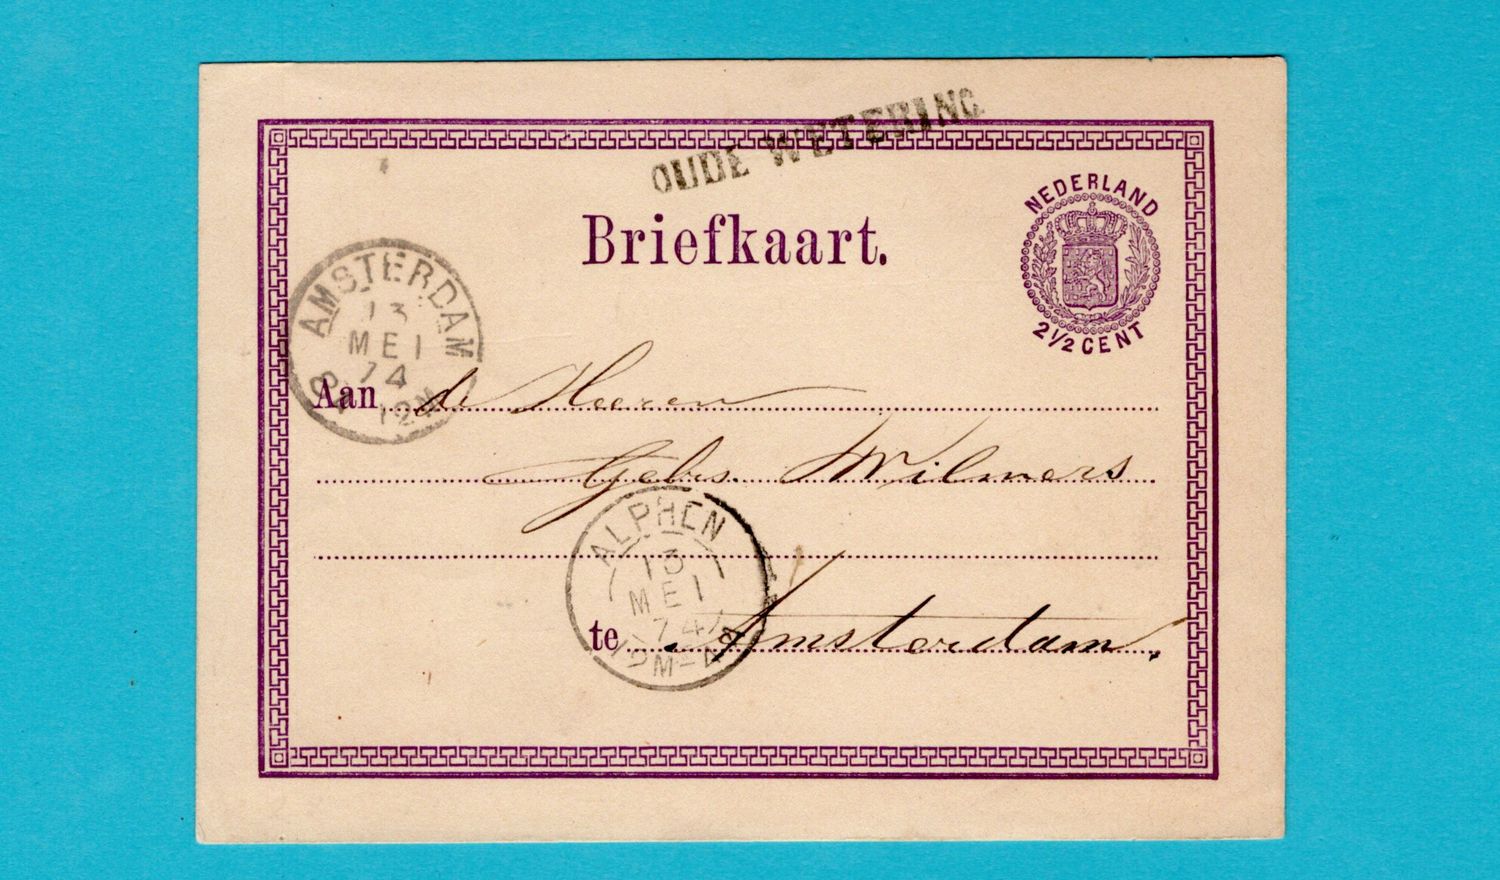 OUDE WETERING
Briefkaart.
NEDERLAND
2½ CENT
AMSTERDAM
13
MEI
74
Aan de Heeren
Gebrs. Wilmers
ALPHEN
13
MEI
74
te Amsterdam.